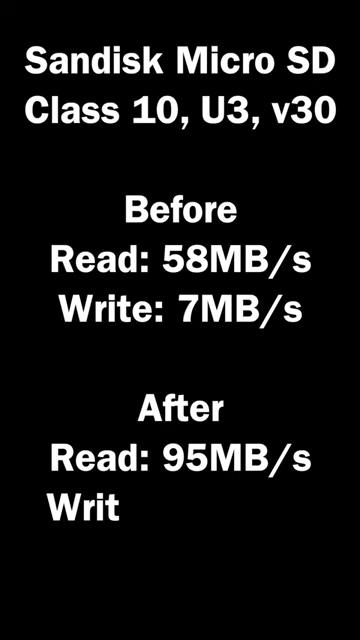 Sandisk Micro SD
Class 10, U3, v30
Before
Read: 58MB/s
Write: 7MB/s
After
Read: 95MB/s
Writ